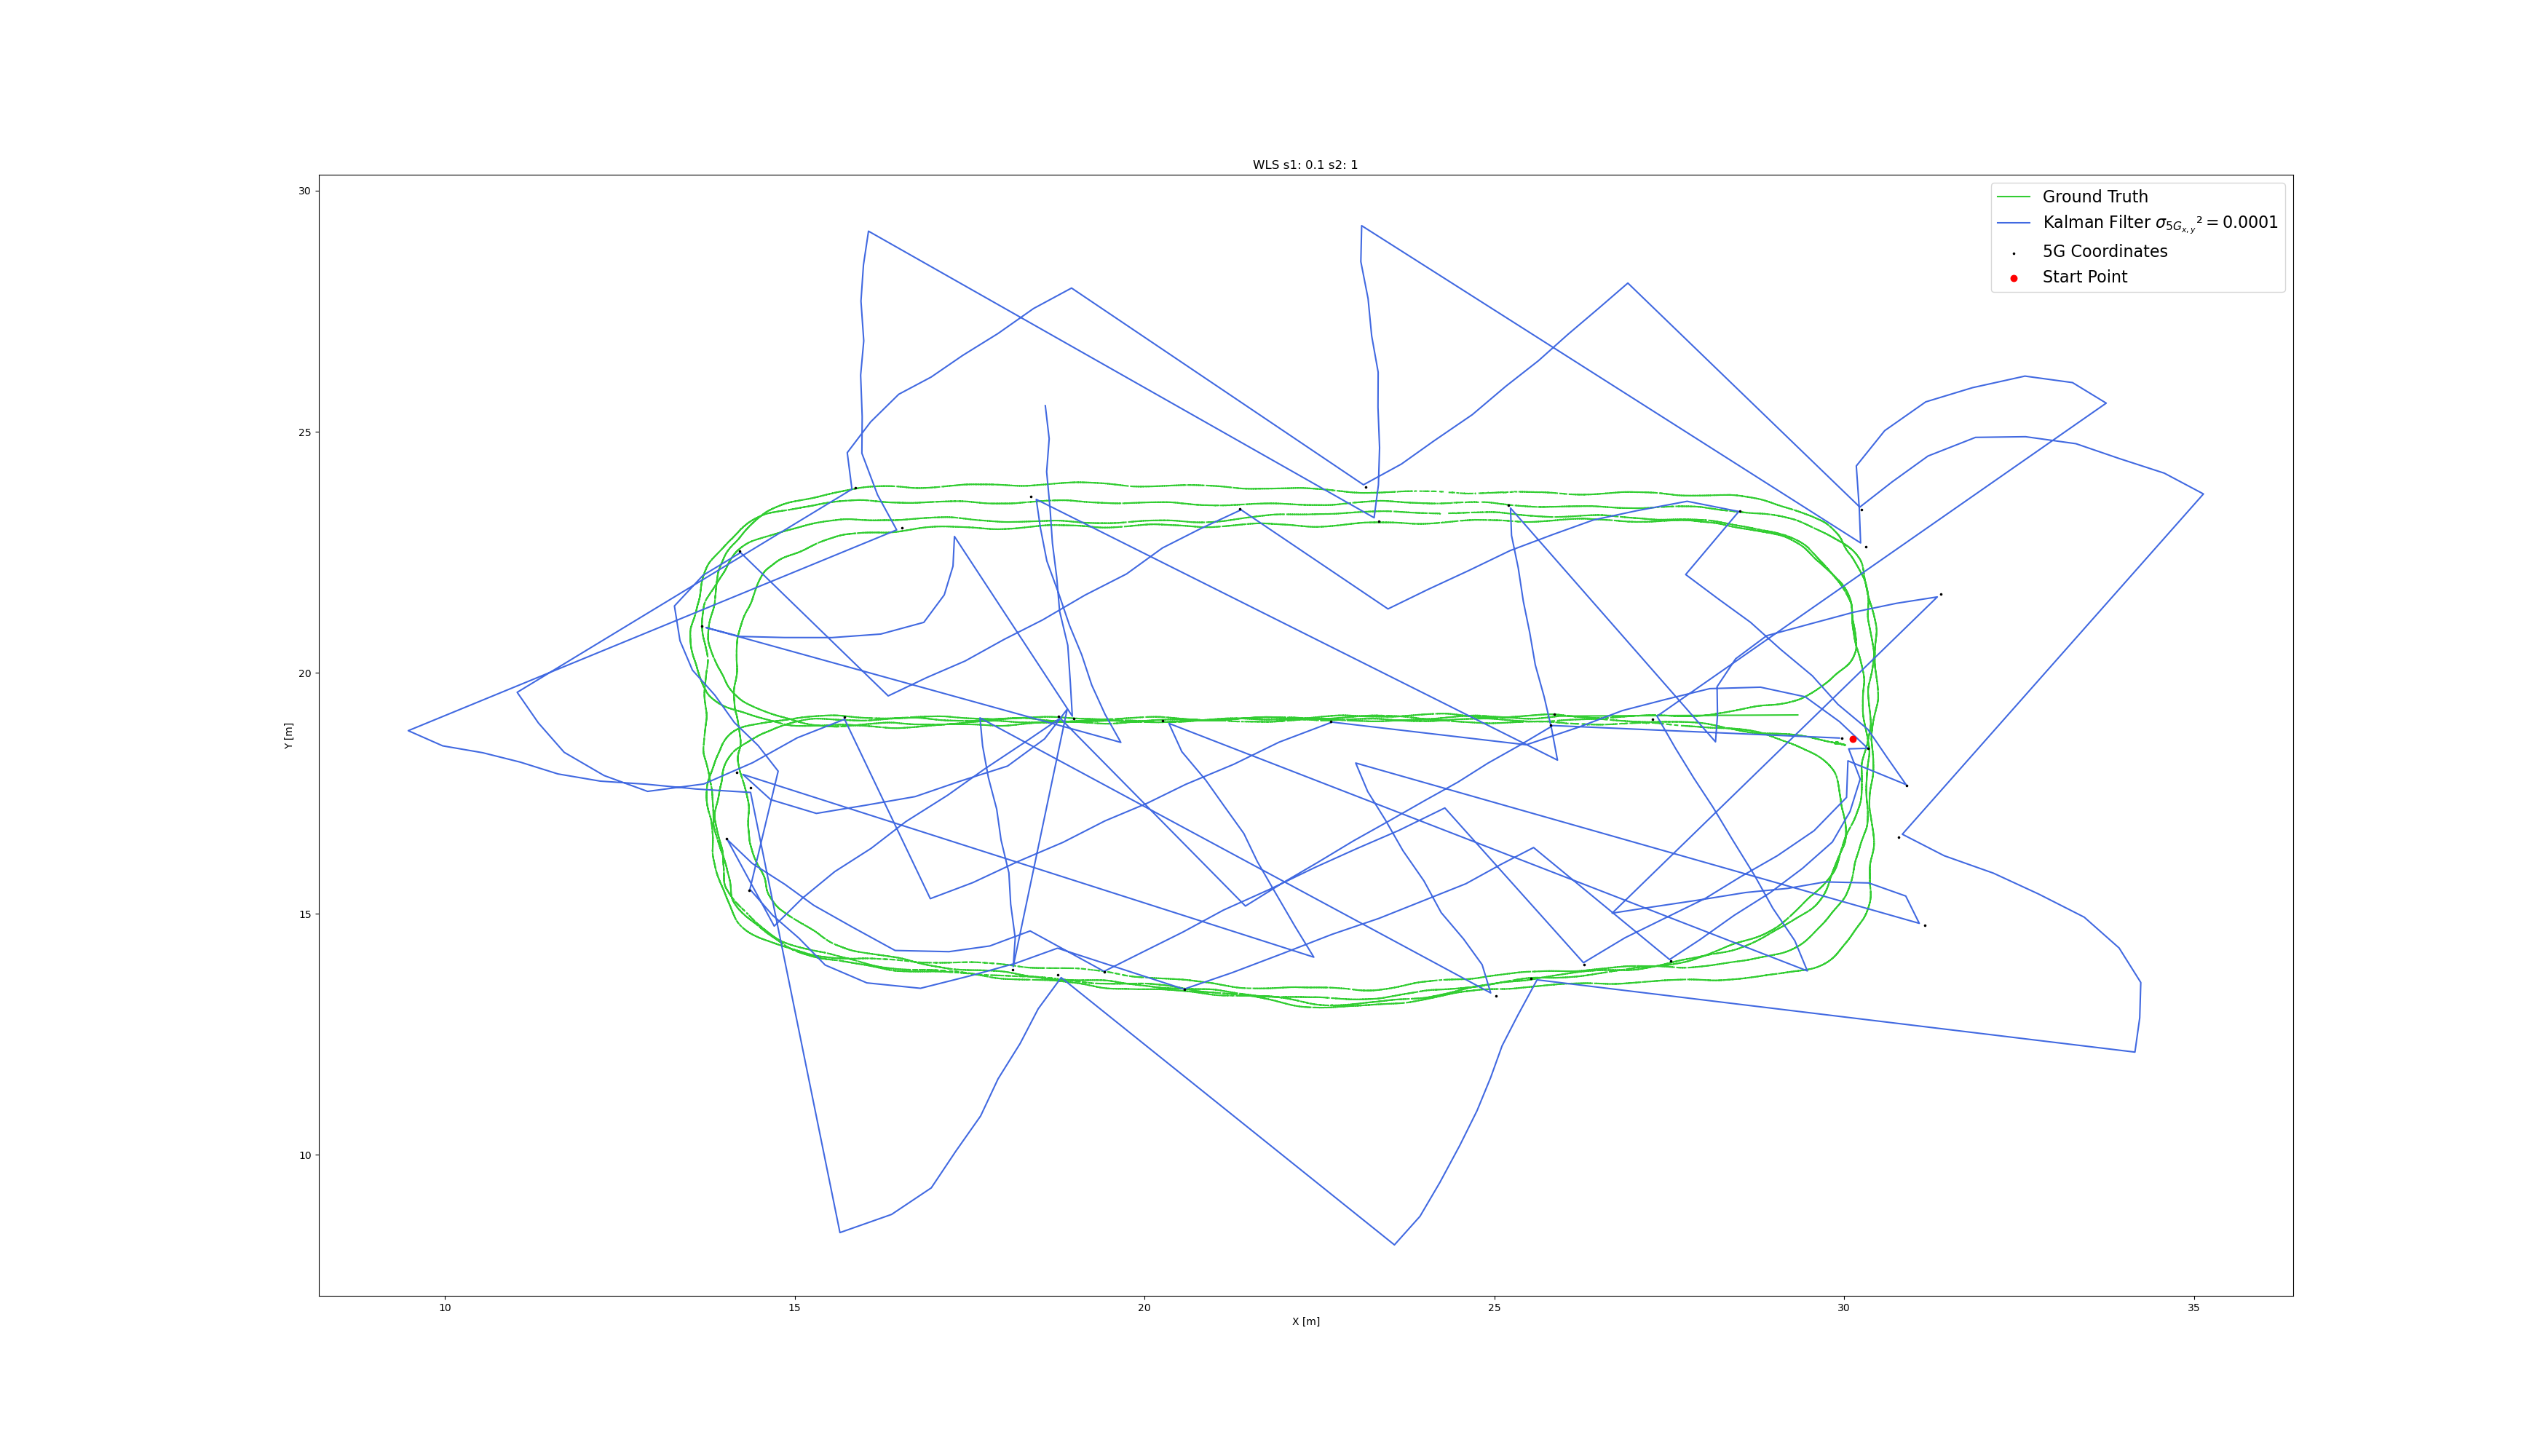 WLS s1: 0.1 s2: 1
Ground Truth
Kalman Filter σ5Gx,y² = 0.0001
5G Coordinates
Start Point
30
25
20
15
10
Y [m]
10 15 20 25 30 35
X [m]